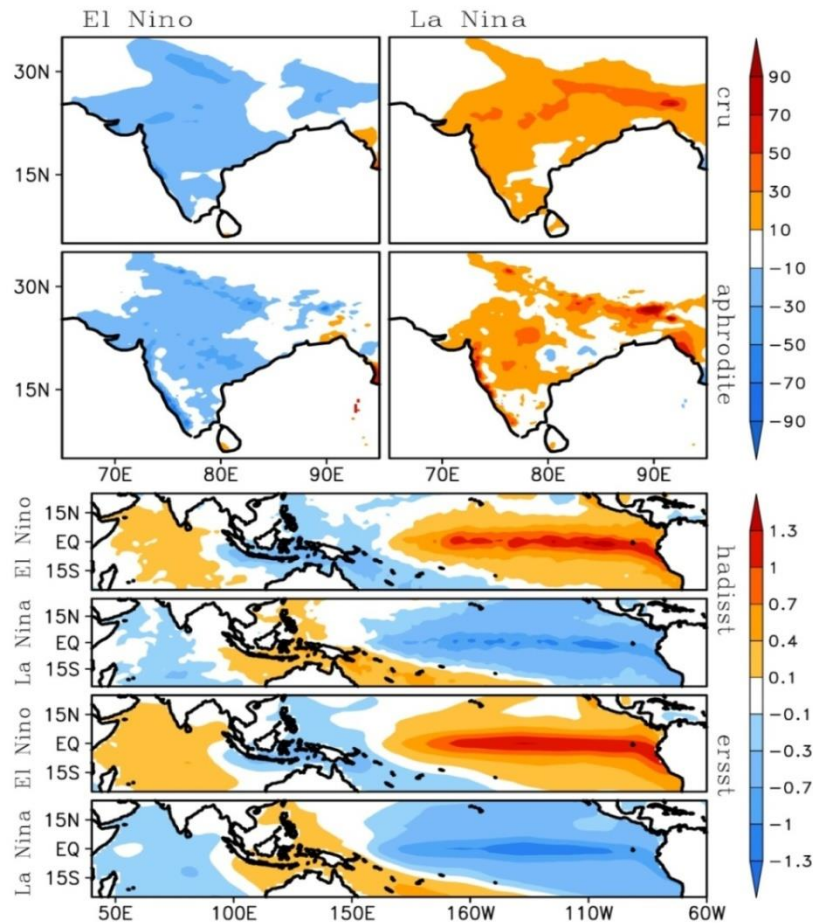 El Nino La Nina
30N
15N
cru
90
70
50
30
10
-10
-30
-50
-70
-90
30N
15N
aphrodite
70E 80E 90E 70E 80E 90E
El Nino
15N
EQ
15S
hadisst
La Nina
15N
EQ
15S
1.3
1
0.7
0.4
0.1
-0.1
-0.3
-0.7
-1
-1.3
El Nino
15N
EQ
15S
ersst
La Nina
15N
EQ
15S
50E 100E 150E 160W 110W 60W